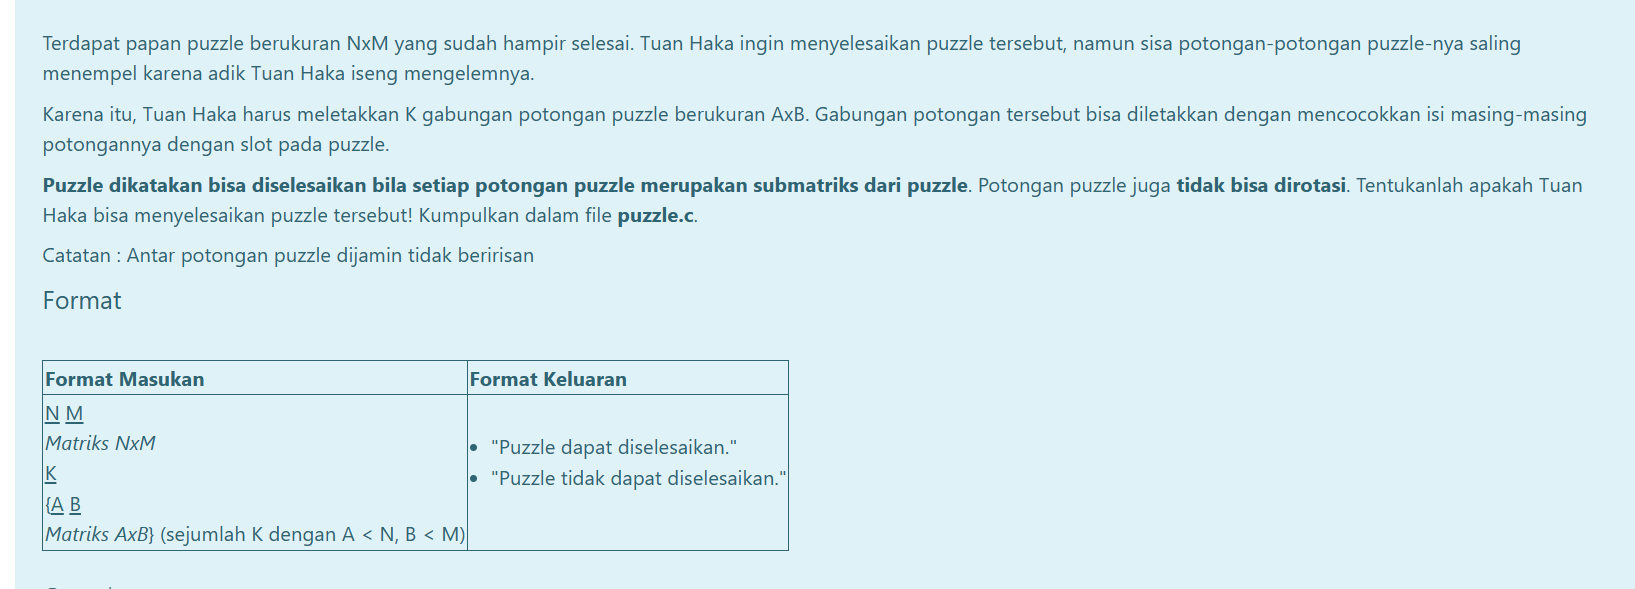 Terdapat papan puzzle berukuran NxM yang sudah hampir selesai. Tuan Haka ingin menyelesaikan puzzle tersebut, namun sisa potongan-potongan puzzle-nya saling
menempel karena adik Tuan Haka iseng mengelemnya.
Karena itu, Tuan Haka harus meletakkan K gabungan potongan puzzle berukuran AxB. Gabungan potongan tersebut bisa diletakkan dengan mencocokkan isi masing-masing
potongannya dengan slot pada puzzle.
Puzzle dikatakan bisa diselesaikan bila setiap potongan puzzle merupakan submatriks dari puzzle. Potongan puzzle juga tidak bisa dirotasi. Tentukanlah apakah Tuan
Haka bisa menyelesaikan puzzle tersebut! Kumpulkan dalam file puzzle.c.
Catatan : Antar potongan puzzle dijamin tidak beririsan
Format
Format Masukan
Format Keluaran
N M
Matriks NxM
K
{A B
Matriks AxB} (sejumlah K dengan A < N, B < M)
• "Puzzle dapat diselesaikan."
• "Puzzle tidak dapat diselesaikan."